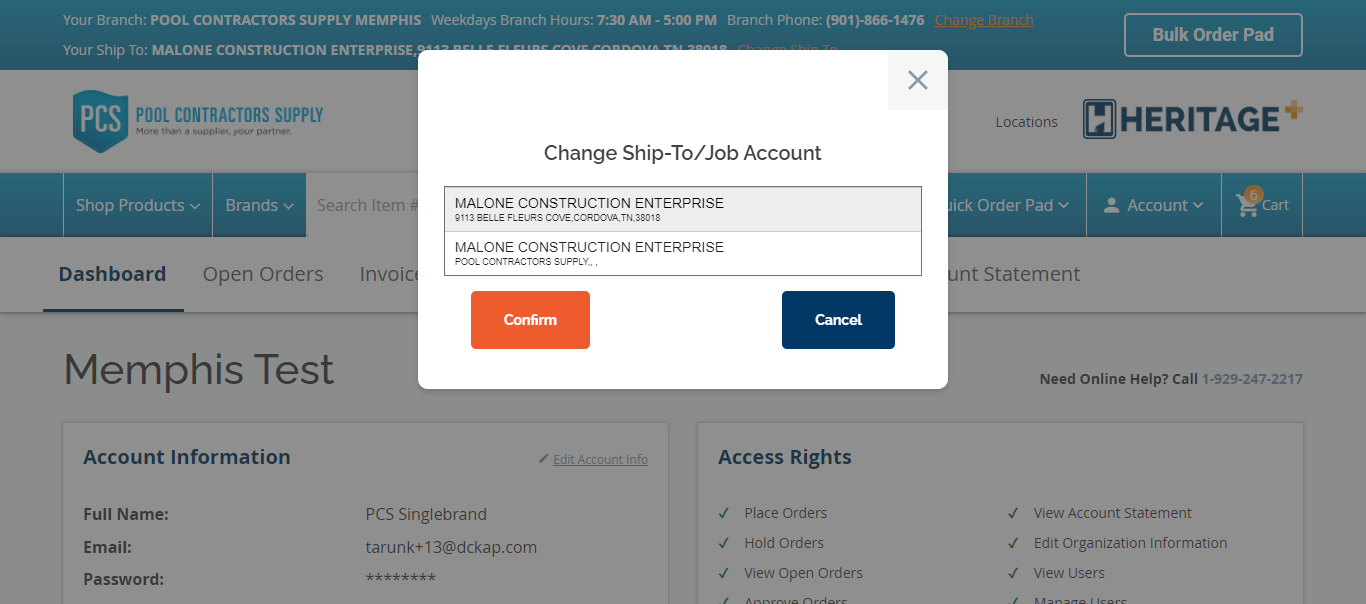 Your Branch: POOL CONTRACTORS SUPPLY MEMPHIS Weekdays Branch Hours: 7:30 AM - 5:00 PM Branch Phone: (901)-866-1476 Change Branch
Your Ship To: MALONE CONSTRUCTION ENTERPRISE,9113 BELLE FLEURS COVE,CORDOVA,TN,38018 Change Ship To
Bulk Order Pad
PCS POOL CONTRACTORS SUPPLY
More than a supplier, your partner.
Locations
H HERITAGE+
Shop Products
Brands
Search Item #
uick Order Pad
Account
6
Cart
Dashboard
Open Orders
Invoice
unt Statement
Change Ship-To/Job Account
MALONE CONSTRUCTION ENTERPRISE
9113 BELLE FLEURS COVE,CORDOVA,TN,38018
MALONE CONSTRUCTION ENTERPRISE
POOL CONTRACTORS SUPPLY,, ,
Confirm
Cancel
Memphis Test
Need Online Help? Call 1-929-247-2217
Account Information
Edit Account Info
Full Name: PCS Singlebrand
Email: tarunk+13@dckap.com
Password: ********
Access Rights
Place Orders
View Account Statement
Hold Orders
Edit Organization Information
View Open Orders
View Users
Approve Orders
Manage Users